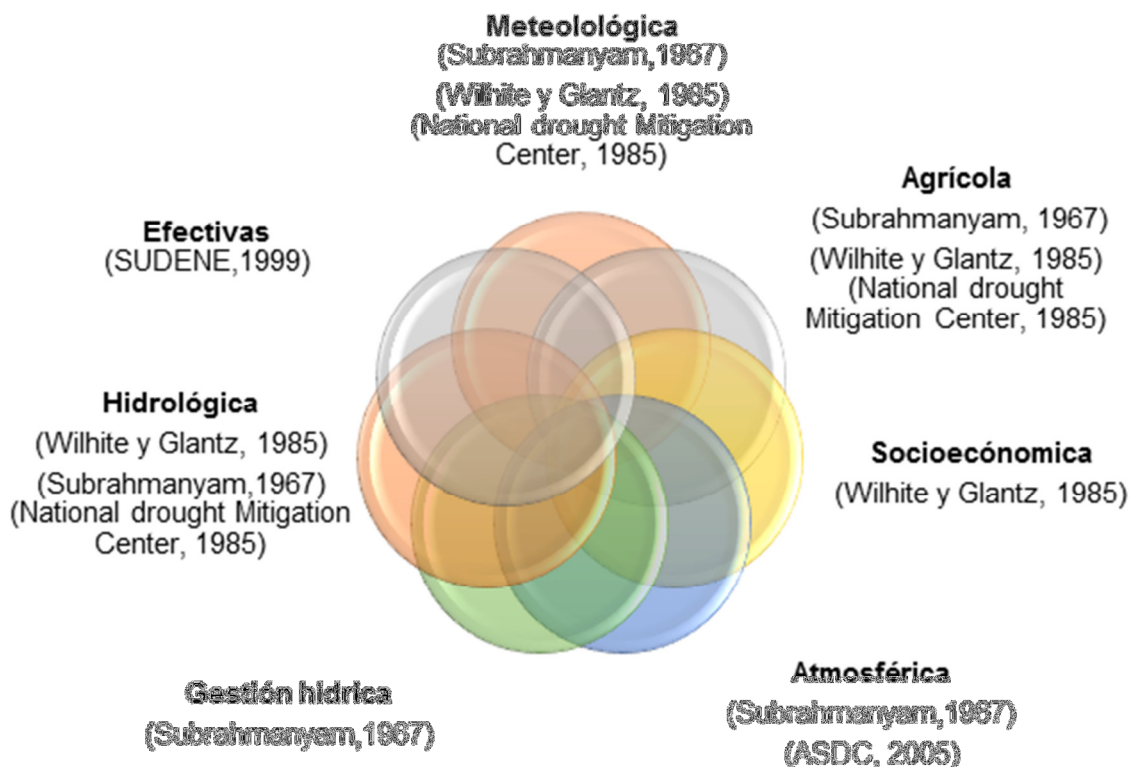 Meteolológica
(Subrahmanyam,1967)
(Wilhite y Glantz, 1985)
(National drought Mitigation
Center, 1985)
Agrícola
(Subrahmanyam, 1967)
(Wilhite y Glantz, 1985)
(National drought
Mitigation Center, 1985)
Efectivas
(SUDENE,1999)
Hidrológica
(Wilhite y Glantz, 1985)
(Subrahmanyam,1967)
(National drought Mitigation
Center, 1985)
Socioecónomica
(Wilhite y Glantz, 1985)
Gestión hídrica
(Subrahmanyam,1967)
Atmosférica
(Subrahmanyam,1967)
(ASDC, 2005)